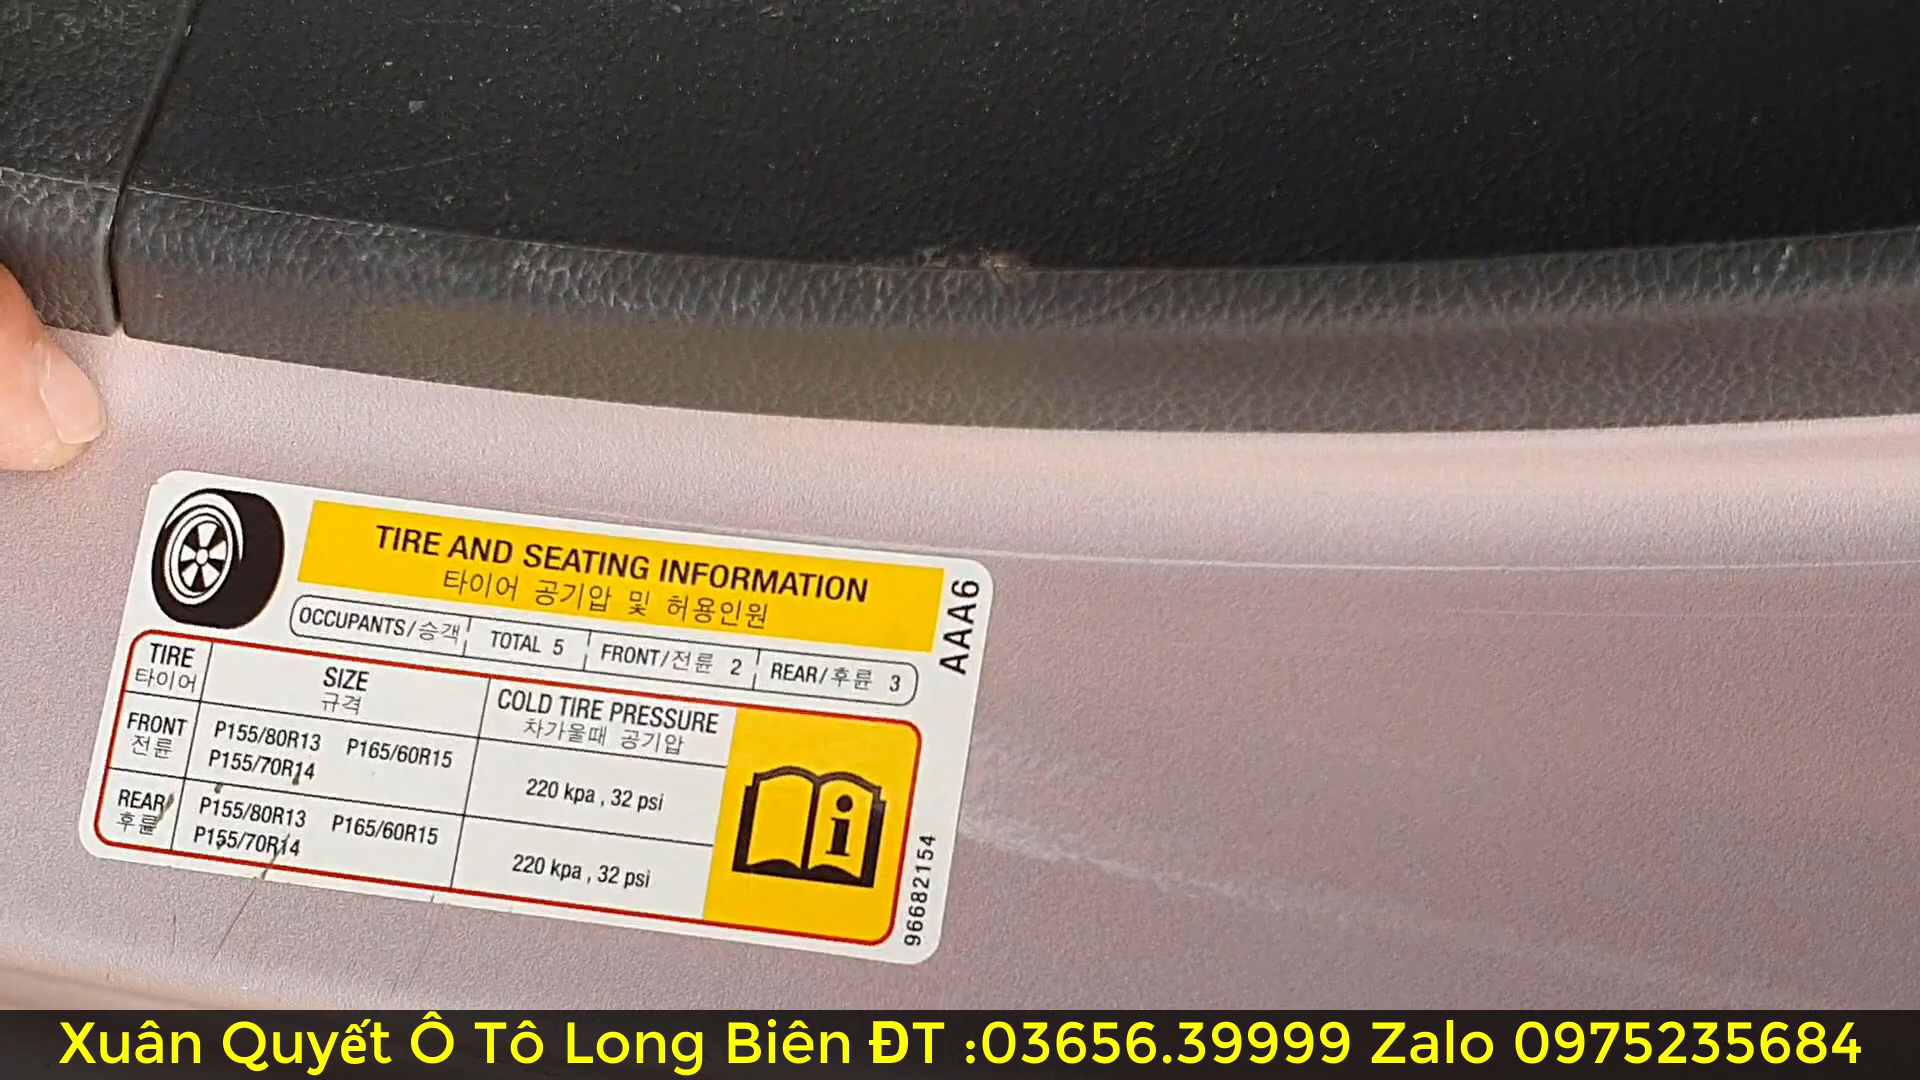 TIRE AND SEATING INFORMATION
타이어 공기압 및 허용인원
AAA6
OCCUPANTS/승객 TOTAL 5 FRONT/전륜 2 REAR/후륜 3
TIRE SIZE COLD TIRE PRESSURE
타이어 규격 차가울때 공기압
FRONT P155/80R13 P165/60R15 220 kpa , 32 psi
전륜 P155/70R14
REAR P155/80R13 P165/60R15 220 kpa , 32 psi
후륜 P155/70R14
96682154
Xuân Quyết Ô Tô Long Biên ĐT :03656.39999 Zalo 0975235684